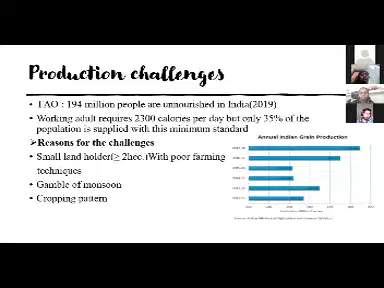 Production challenges
• FAO : 194 million people are unnourished in India(2019)
• Working adult requires 2300 calories per day but only 35% of the
population is supplied with this minimum standard
➢Reasons for the challenges
• Small land holder(≥ 2hec.)With poor farming
techniques
• Gamble of monsoon
• Cropping pattern
Annual Indian Grain Production